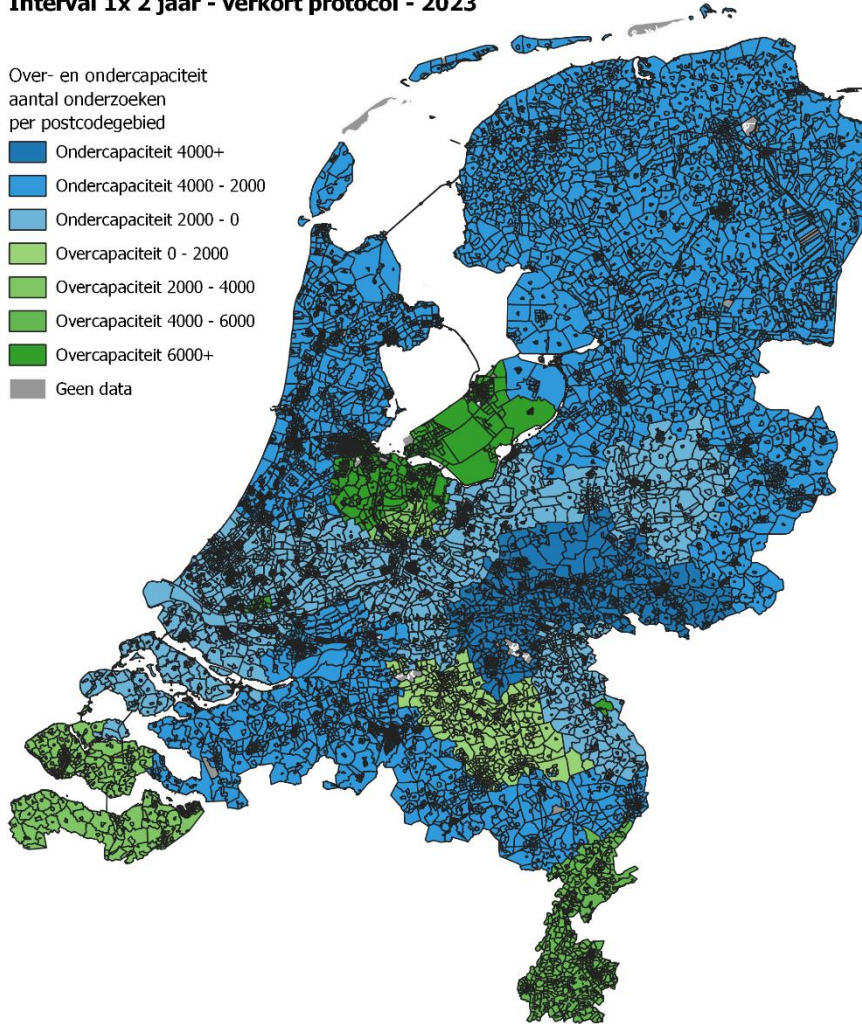 Interval 1x 2 jaar - verkort protocol - 2023
Over- en ondercapaciteit
aantal onderzoeken
per postcodegebied
Ondercapaciteit 4000+
Ondercapaciteit 4000 - 2000
Ondercapaciteit 2000 - 0
Overcapaciteit 0 - 2000
Overcapaciteit 2000 - 4000
Overcapaciteit 4000 - 6000
Overcapaciteit 6000+
Geen data